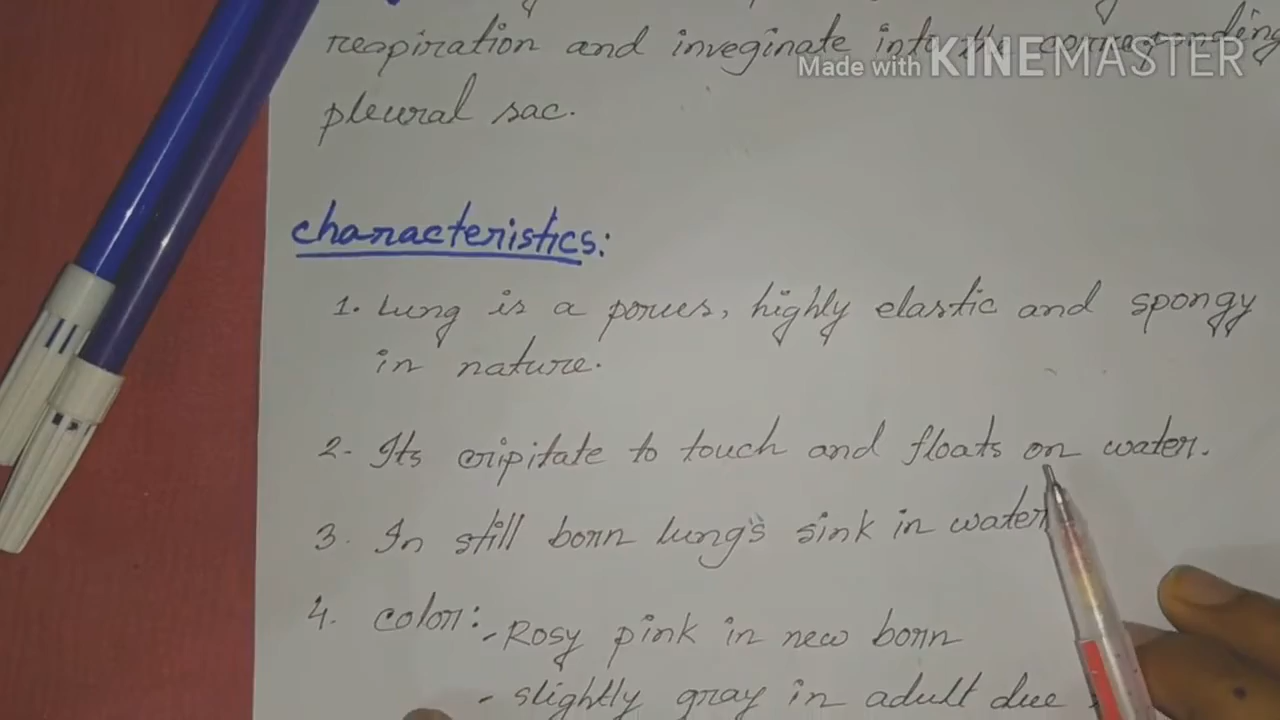 respiration and inveginate into the corresponding
Made with KINEMASTER
pleural sac.
characteristics:
1. Lung is a porues, highly elastic and spongy
in nature.
2. Its cripitate to touch and floats on water.
3. In still born lung's sink in water
4. color: - Rosy pink in new born
- slightly gray in adult due